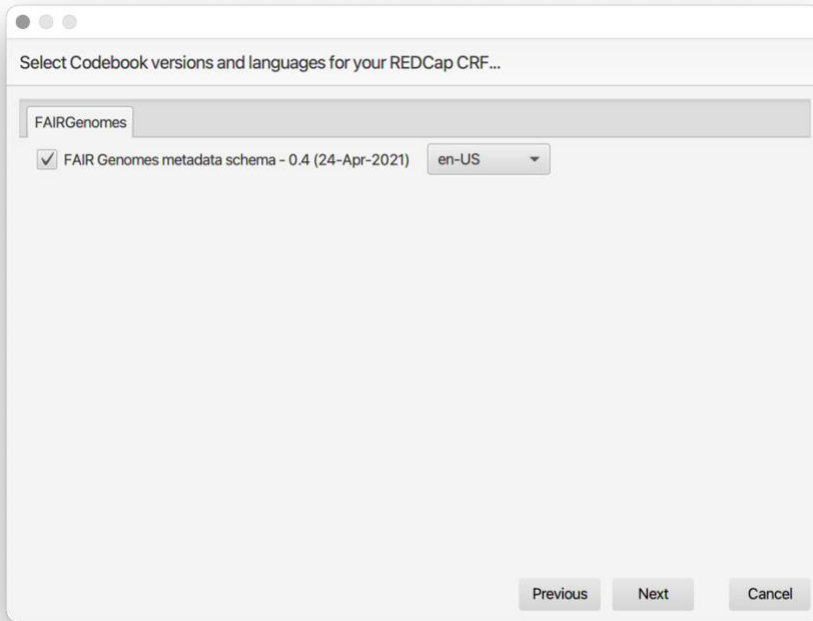 Select Codebook versions and languages for your REDCap CRF...
FAIRGenomes
FAIR Genomes metadata schema - 0.4 (24-Apr-2021) en-US
Previous Next Cancel